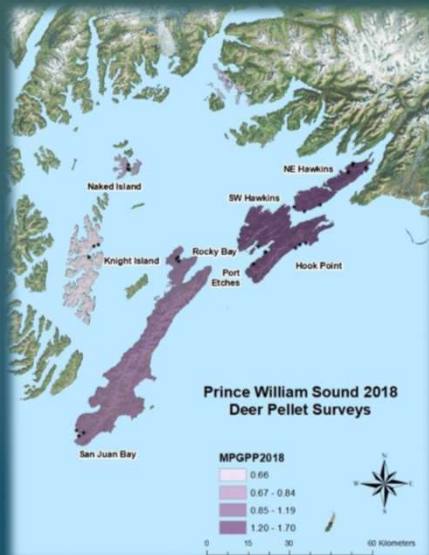 NE Hawkins
Naked Island
SW Hawkins
Rocky Bay
Knight Island
Hook Point
Port
Etches
Prince William Sound 2018
Deer Pellet Surveys
San Juan Bay
MPGPP2018
0.66
0.67 - 0.84
0.85 - 1.19
1.20 - 1.70
N
W
E
S
0 15 30 60 Kilometers